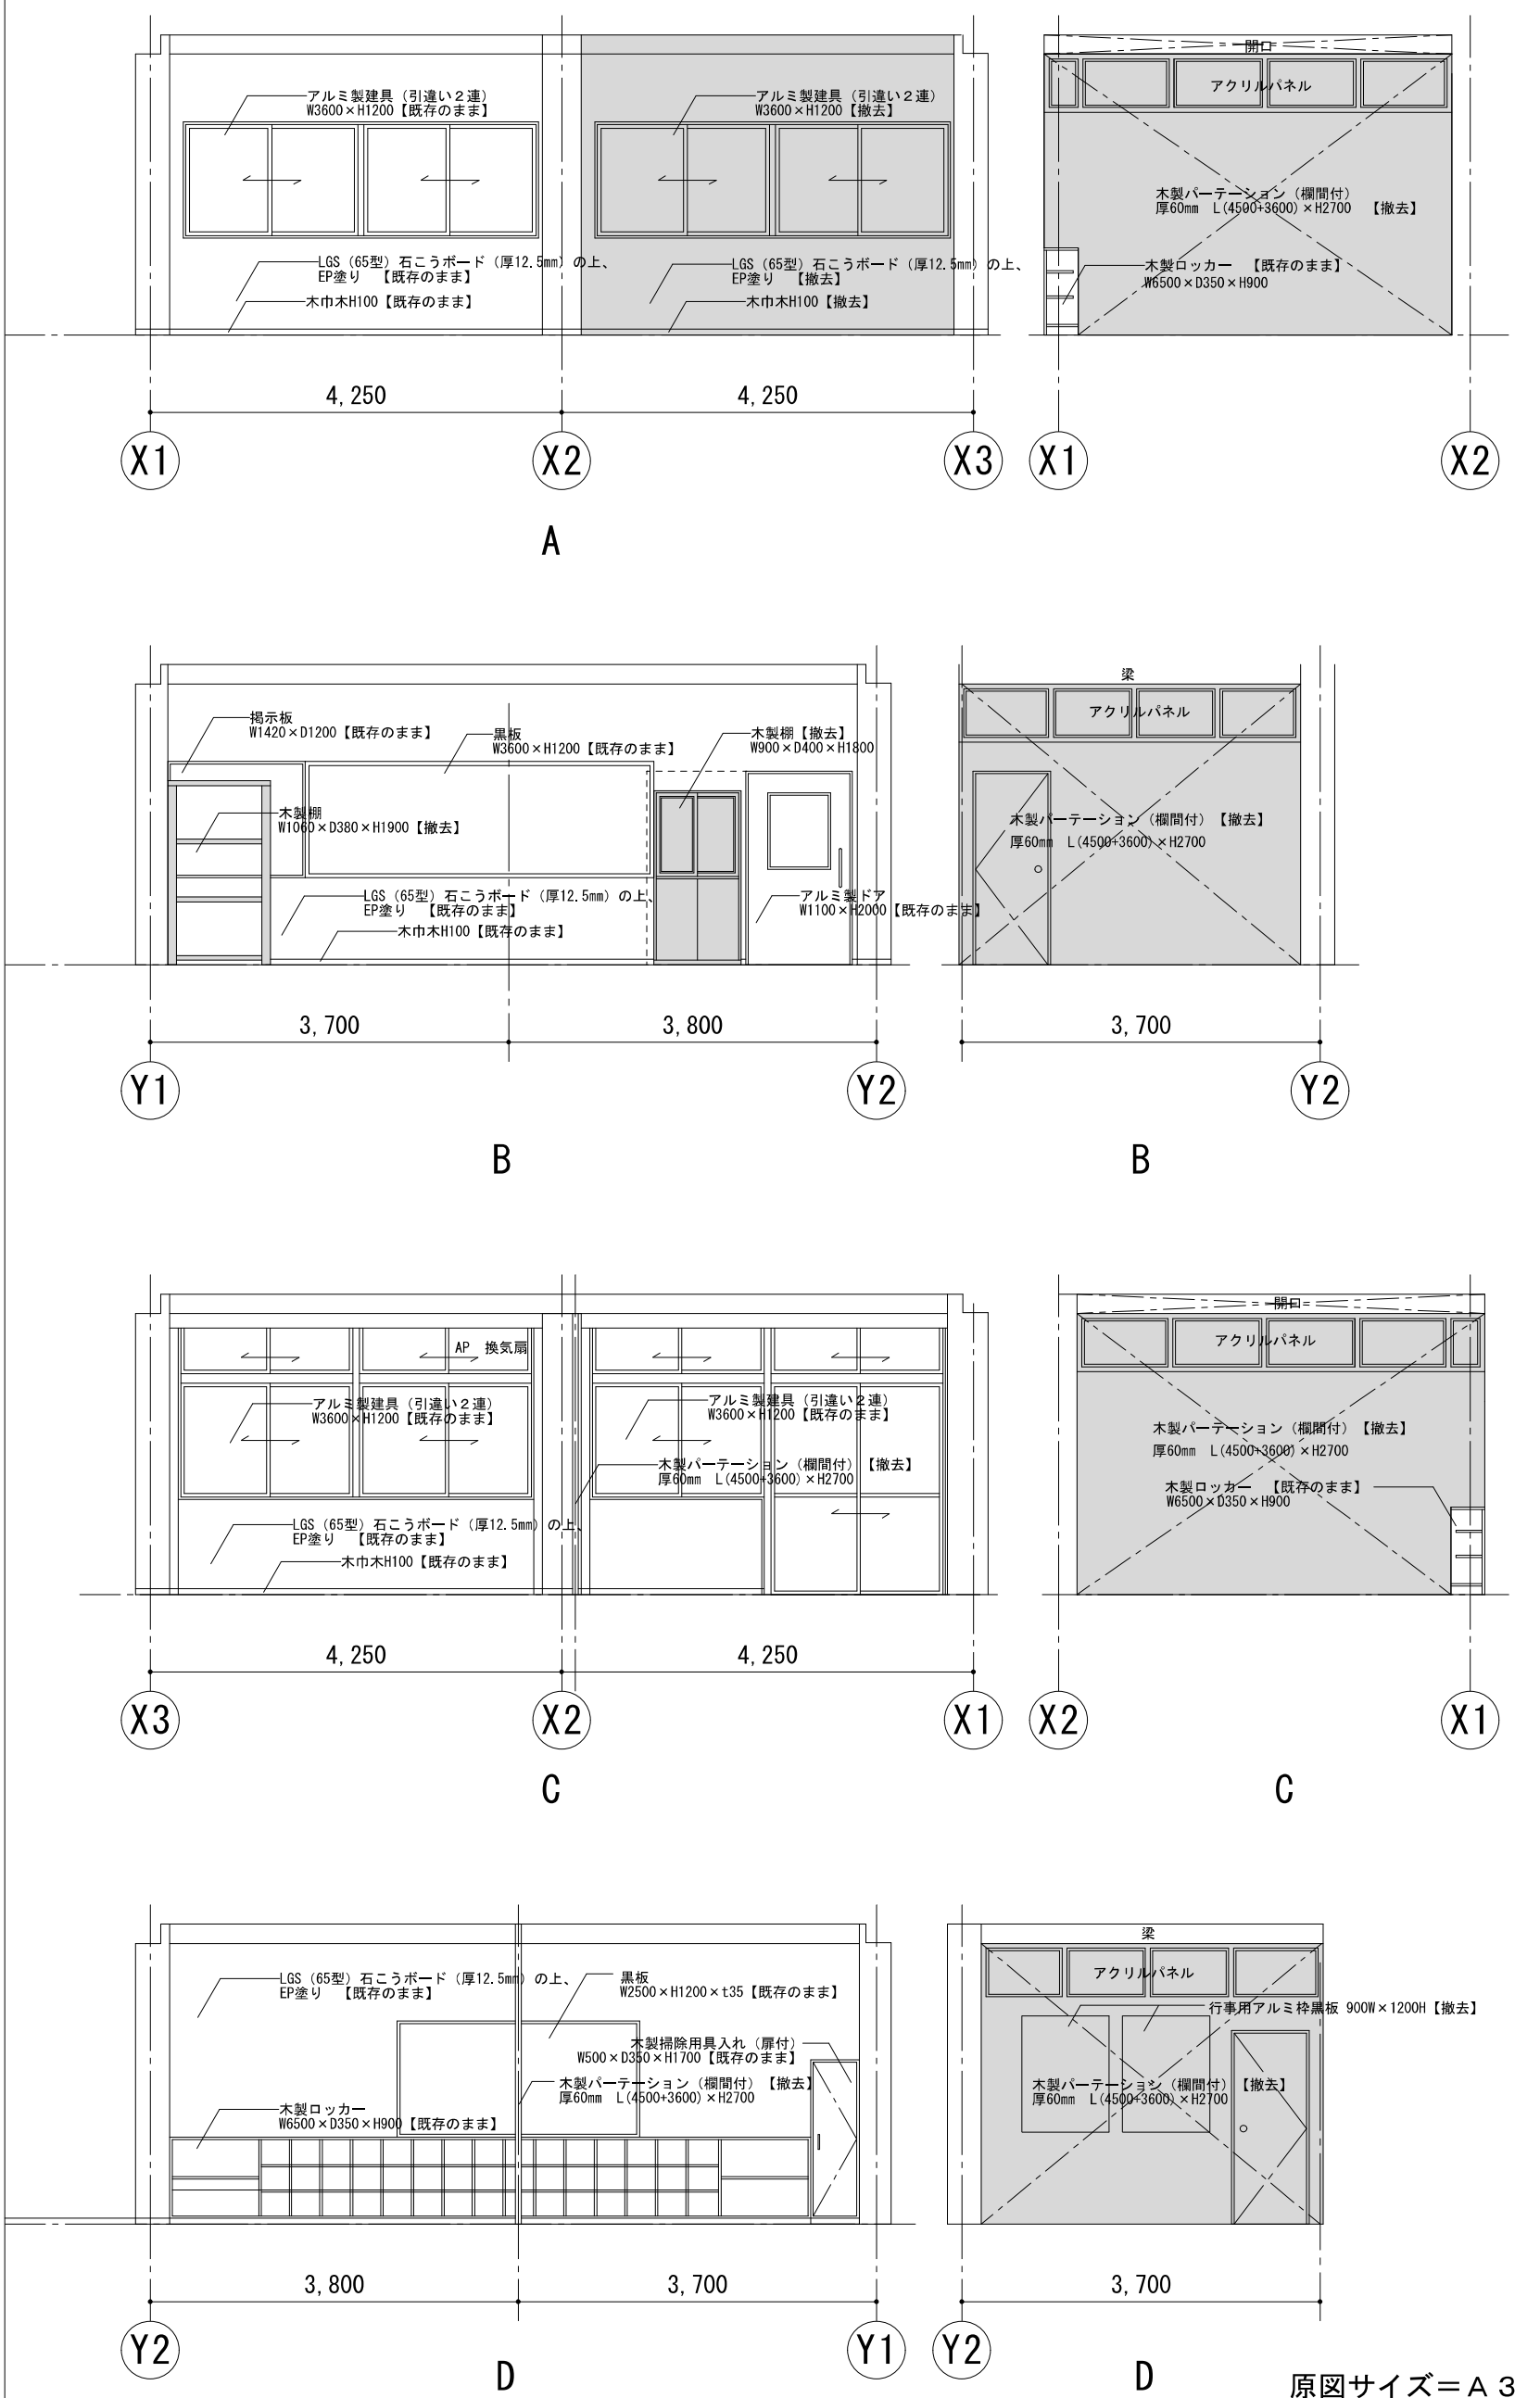 開口
アルミ製建具（引違い２連）
W3600×H1200【既存のまま】
アルミ製建具（引違い２連）
W3600×H1200【撤去】
アクリルパネル
木製パーテーション（欄間付）
厚60mm　L(4500+3600)×H2700　【撤去】
LGS（65型）石こうボード（厚12.5mm）の上、
EP塗り　【既存のまま】
木巾木H100【既存のまま】
LGS（65型）石こうボード（厚12.5mm）の上、
EP塗り　【撤去】
木巾木H100【撤去】
木製ロッカー　【既存のまま】
W6500×D350×H900
4,250
4,250
X1
X2
X3
X1
X2
A
梁
掲示板
W1420×D1200【既存のまま】
黒板
W3600×H1200【既存のまま】
木製棚【撤去】
W900×D400×H1800
アクリルパネル
木製棚
W1060×D380×H1900【撤去】
木製パーテーション（欄間付）【撤去】
厚60mm　L(4500+3600)×H2700
LGS（65型）石こうボード（厚12.5mm）の上、
EP塗り　【既存のまま】
木巾木H100【既存のまま】
アルミ製ドア
W1100×H2000【既存のまま】
3,700
3,800
3,700
Y1
Y2
Y2
B
B
開口
AP　換気扇
アクリルパネル
アルミ製建具（引違い２連）
W3600×H1200【既存のまま】
アルミ製建具（引違い２連）
W3600×H1200【既存のまま】
木製パーテーション（欄間付）【撤去】
厚60mm　L(4500+3600)×H2700
木製パーテーション（欄間付）【撤去】
厚60mm　L(4500+3600)×H2700
木製ロッカー　【既存のまま】
W6500×D350×H900
LGS（65型）石こうボード（厚12.5mm）の上、
EP塗り　【既存のまま】
木巾木H100【既存のまま】
4,250
4,250
X3
X2
X1
X2
X1
C
C
梁
LGS（65型）石こうボード（厚12.5mm）の上、
EP塗り　【既存のまま】
黒板
W2500×H1200×t35【既存のまま】
アクリルパネル
行事用アルミ枠黒板 900W×1200H【撤去】
木製掃除用具入れ（扉付）
W500×D350×H1700【既存のまま】
木製パーテーション（欄間付）【撤去】
厚60mm　L(4500+3600)×H2700
木製パーテーション（欄間付）【撤去】
厚60mm　L(4500+3600)×H2700
木製ロッカー
W6500×D350×H900【既存のまま】
3,800
3,700
3,700
Y2
Y1
Y2
D
D
原図サイズ＝Ａ３